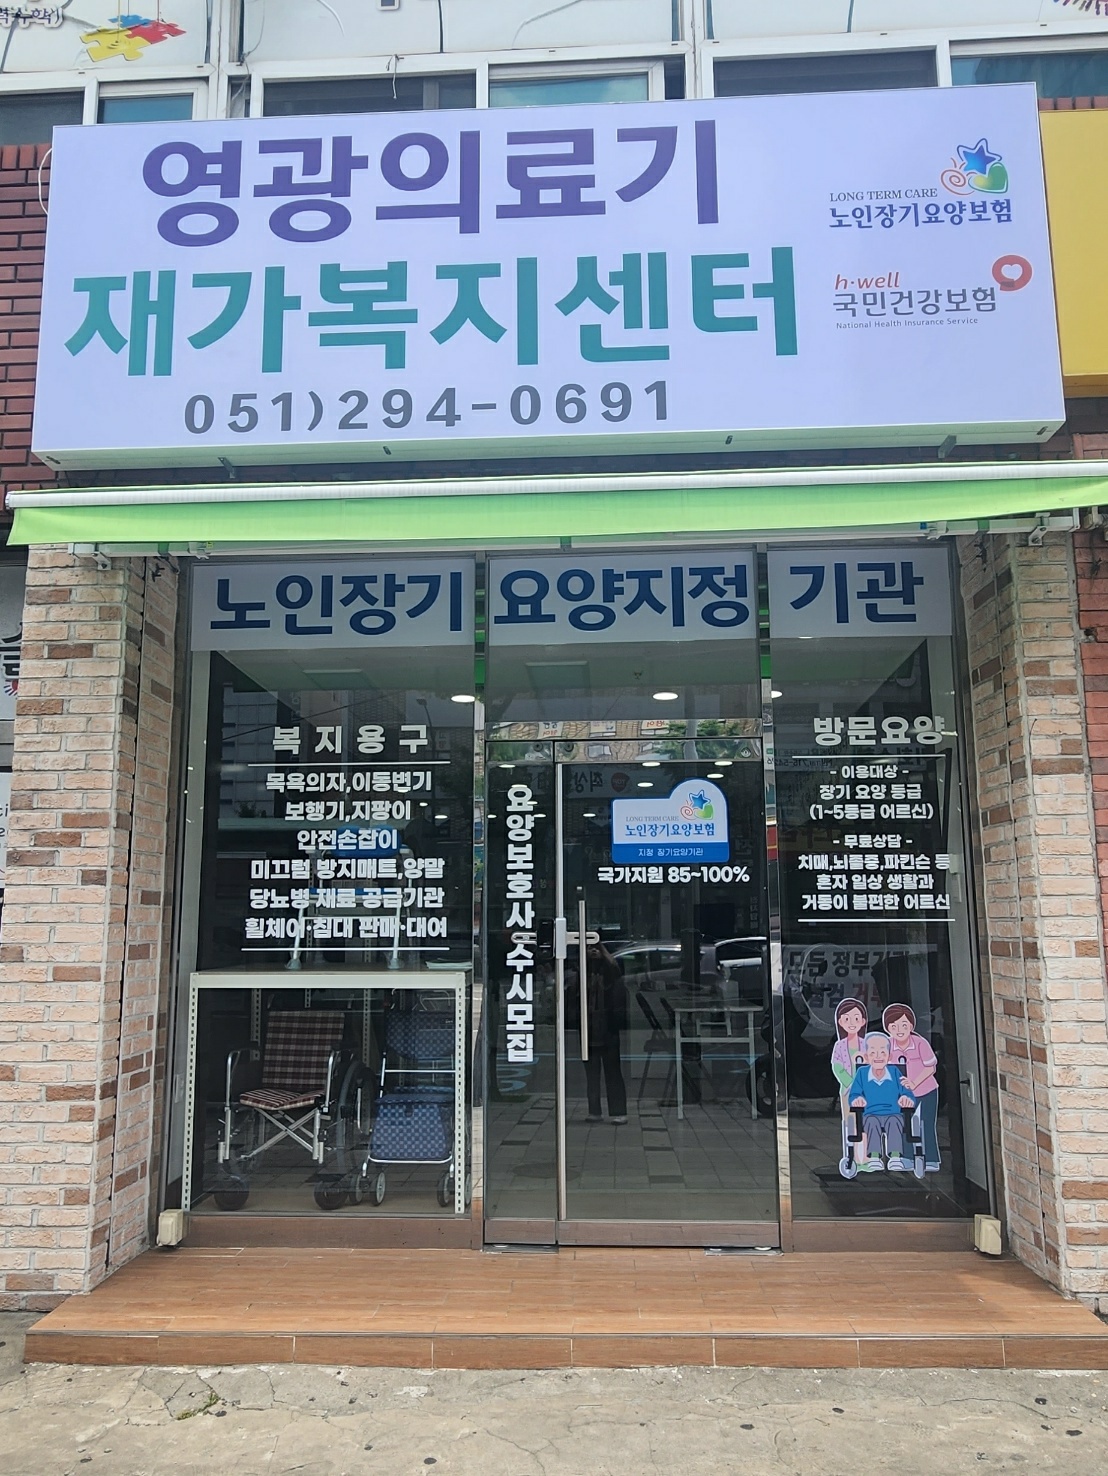 영광의료기
재가복지센터
051)294-0691
LONG TERM CARE
노인장기요양보험
h·well
국민건강보험
National Health Insurance Service
노인장기 요양지정 기관
복지용구
목욕의자,이동변기
보행기,지팡이
안전손잡이
미끄럼 방지매트,양말
당뇨병 재료 공급기관
휠체어·침대 판매·대여
요양보호사 수시모집
LONG TERM CARE
노인장기요양보험
지정 장기요양기관
국가지원 85~100%
방문요양
- 이용대상 -
장기 요양 등급
(1~5등급 어르신)
- 무료상담 -
치매,뇌졸중,파킨슨 등
혼자 일상 생활과
거동이 불편한 어르신